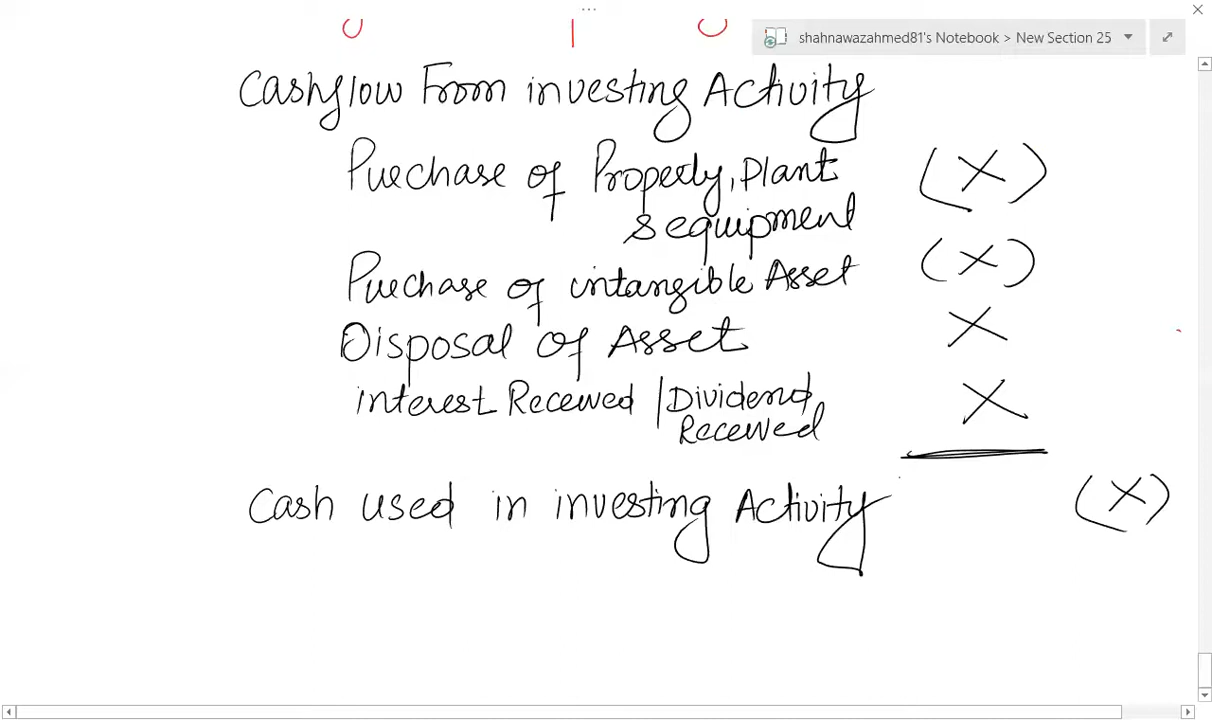 shahnawazahmed81's Notebook > New Section 25
Cashflow From investing Activity
Purchase of Property, Plant (X)
& equipment
Purchase of intangible Asset (X)
Disposal of Asset X
interest Received | Dividend X
Received
Cash used in investing Activity (X)